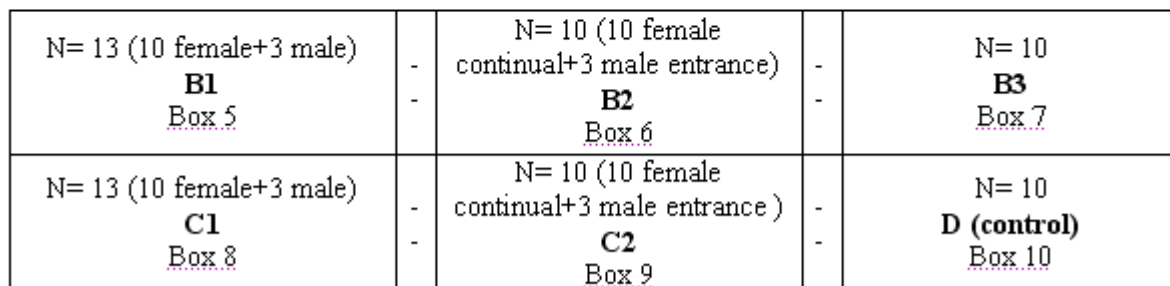 N= 13 (10 female+3 male)
B1
Box 5
-
-
N= 10 (10 female
continual+3 male entrance)
B2
Box 6
-
-
N= 10
B3
Box 7
N= 13 (10 female+3 male)
C1
Box 8
-
-
N= 10 (10 female
continual+3 male entrance )
C2
Box 9
-
-
N= 10
D (control)
Box 10